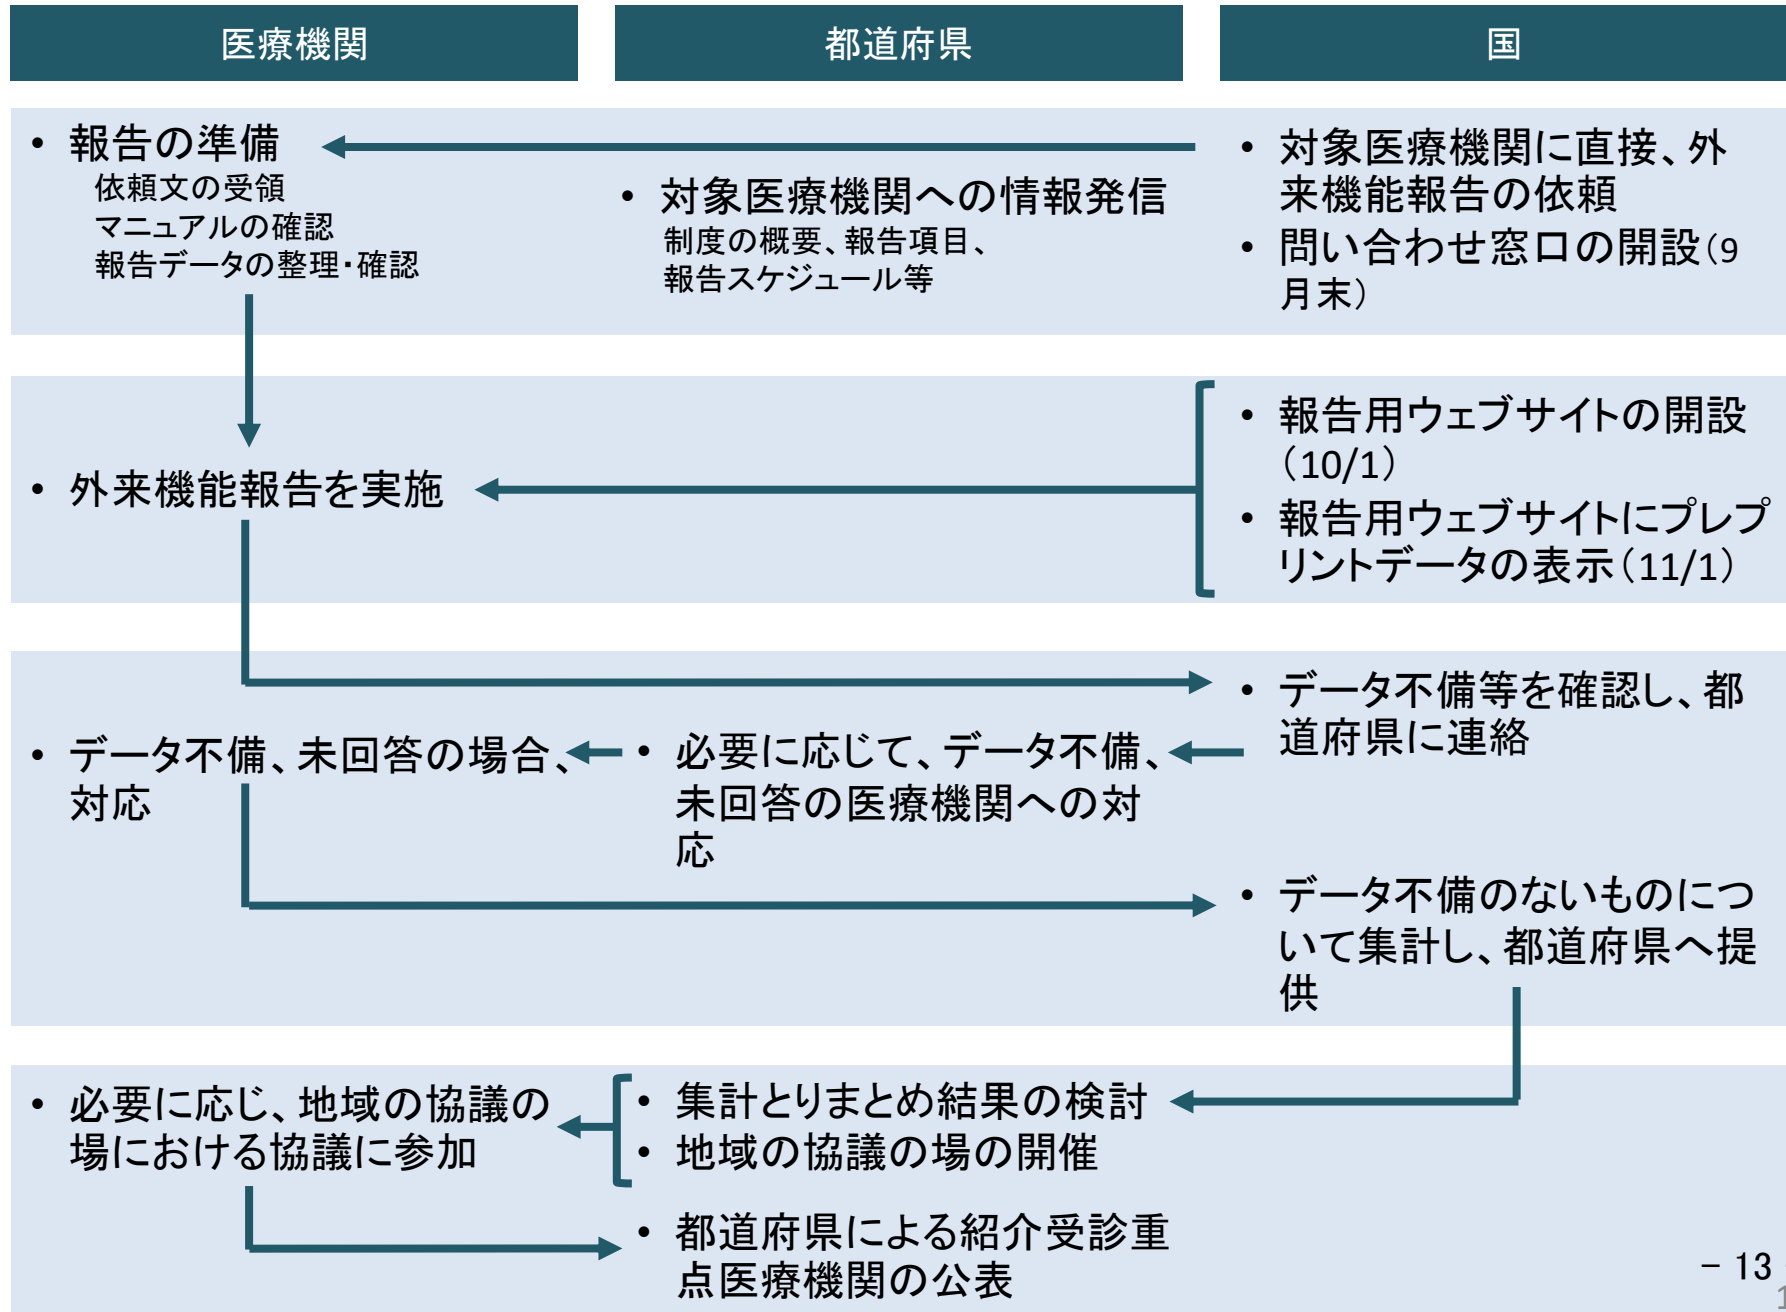 医療機関
都道府県
国
• 報告の準備
依頼文の受領
マニュアルの確認
報告データの整理・確認
• 対象医療機関への情報発信
制度の概要、報告項目、
報告スケジュール等
• 対象医療機関に直接、外
来機能報告の依頼
• 問い合わせ窓口の開設（9
月末）
• 外来機能報告を実施
• 報告用ウェブサイトの開設
（10/1）
• 報告用ウェブサイトにプレプ
リントデータの表示（11/1）
• データ不備等を確認し、都
道府県に連絡
• 必要に応じて、データ不備、
未回答の医療機関への対
応
• データ不備、未回答の場合、
対応
• データ不備のないものにつ
いて集計し、都道府県へ提
供
• 集計とりまとめ結果の検討
• 地域の協議の場の開催
• 必要に応じ、地域の協議の
場における協議に参加
• 都道府県による紹介受診重
点医療機関の公表
－ 13